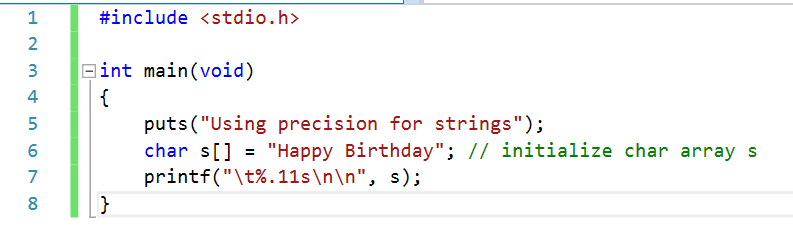 1 #include <stdio.h>
2
3 int main(void)
4 {
5 puts("Using precision for strings");
6 char s[] = "Happy Birthday"; // initialize char array s
7 printf("\t%.11s\n\n", s);
8 }